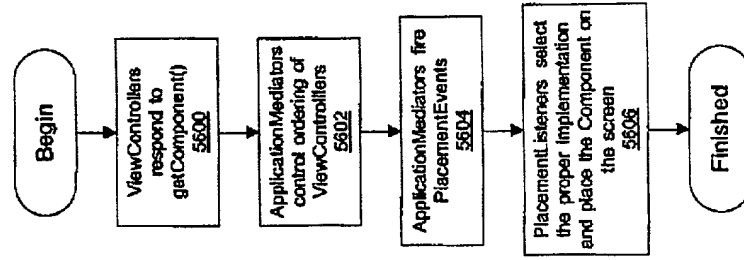 Begin
ViewControllers
respond to
getComponent()
5600
ApplicationMediators
control ordering of
ViewControllers
5602
ApplicationMediators fire
PlacementEvents
5604
PlacementListeners select
the proper implementation
and place the Component on
the screen
5606
Finished